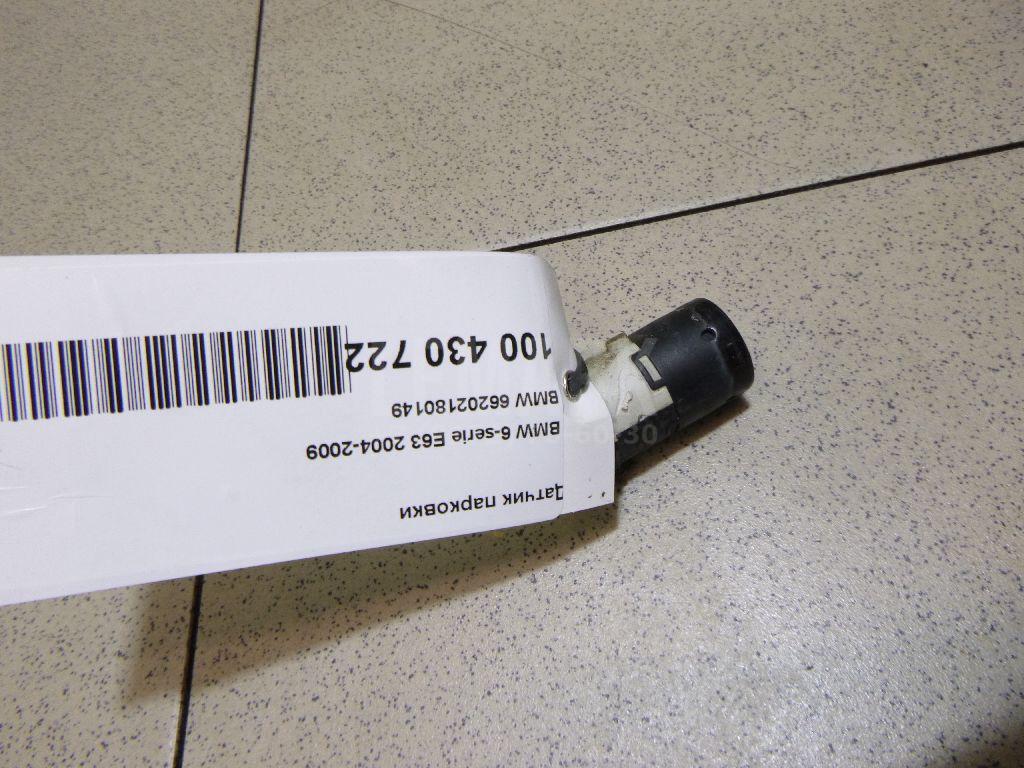 Датчик парковки
BMW 6-serie E63 2004-2009
BMW 66202180149
100 430 722